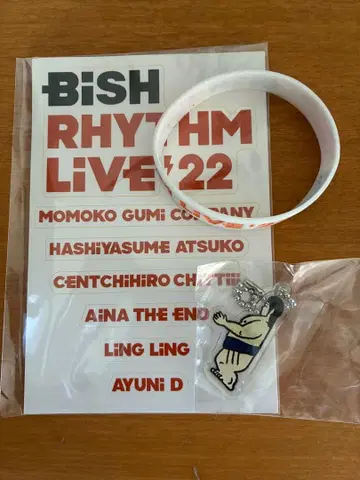 BiSH
RHYTHM
LiVE'22
MOMOKO GUMi COMPANY
HASHiYASUME ATSUKO
CENTCHiHiRO CHiTTiii
AiNA THE END
LiNG LiNG
AYUNi D